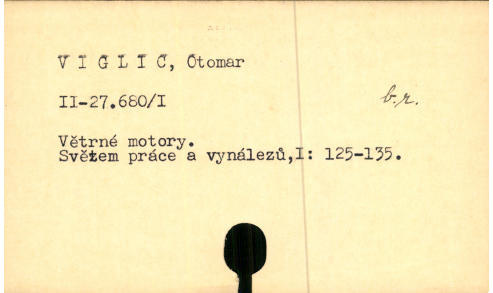 V I G L I C, Otomar
II-27.680/I
b.r.
Větrné motory.
Světem práce a vynálezů,I: 125-135.